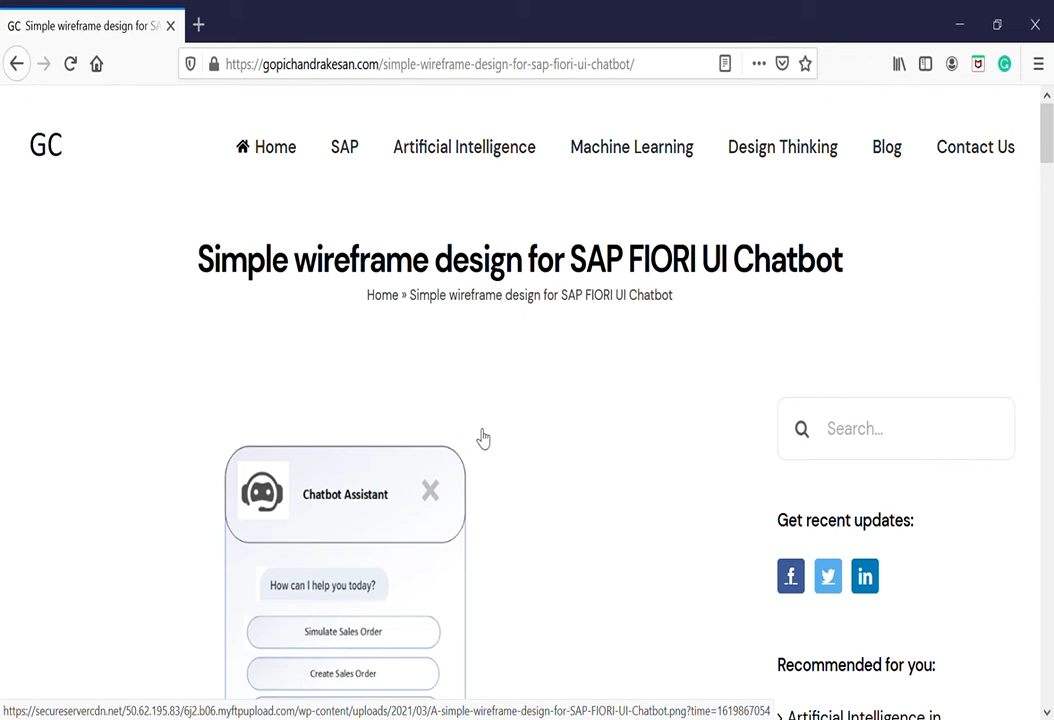 GC Simple wireframe design for SA
https://gopichandrakesan.com/simple-wireframe-design-for-sap-fiori-ui-chatbot/
GC
Home SAP Artificial Intelligence Machine Learning Design Thinking Blog Contact Us
Simple wireframe design for SAP FIORI UI Chatbot
Home » Simple wireframe design for SAP FIORI UI Chatbot
Search...
Chatbot Assistant
Get recent updates:
How can I help you today?
Simulate Sales Order
Create Sales Order
Recommended for you:
https://secureservercdn.net/50.62.195.83/6j2.b06.myftpupload.com/wp-content/uploads/2021/03/A-simple-wireframe-design-for-SAP-FIORI-UI-Chatbot.png?time=1619867054
Artificial Intelligence in